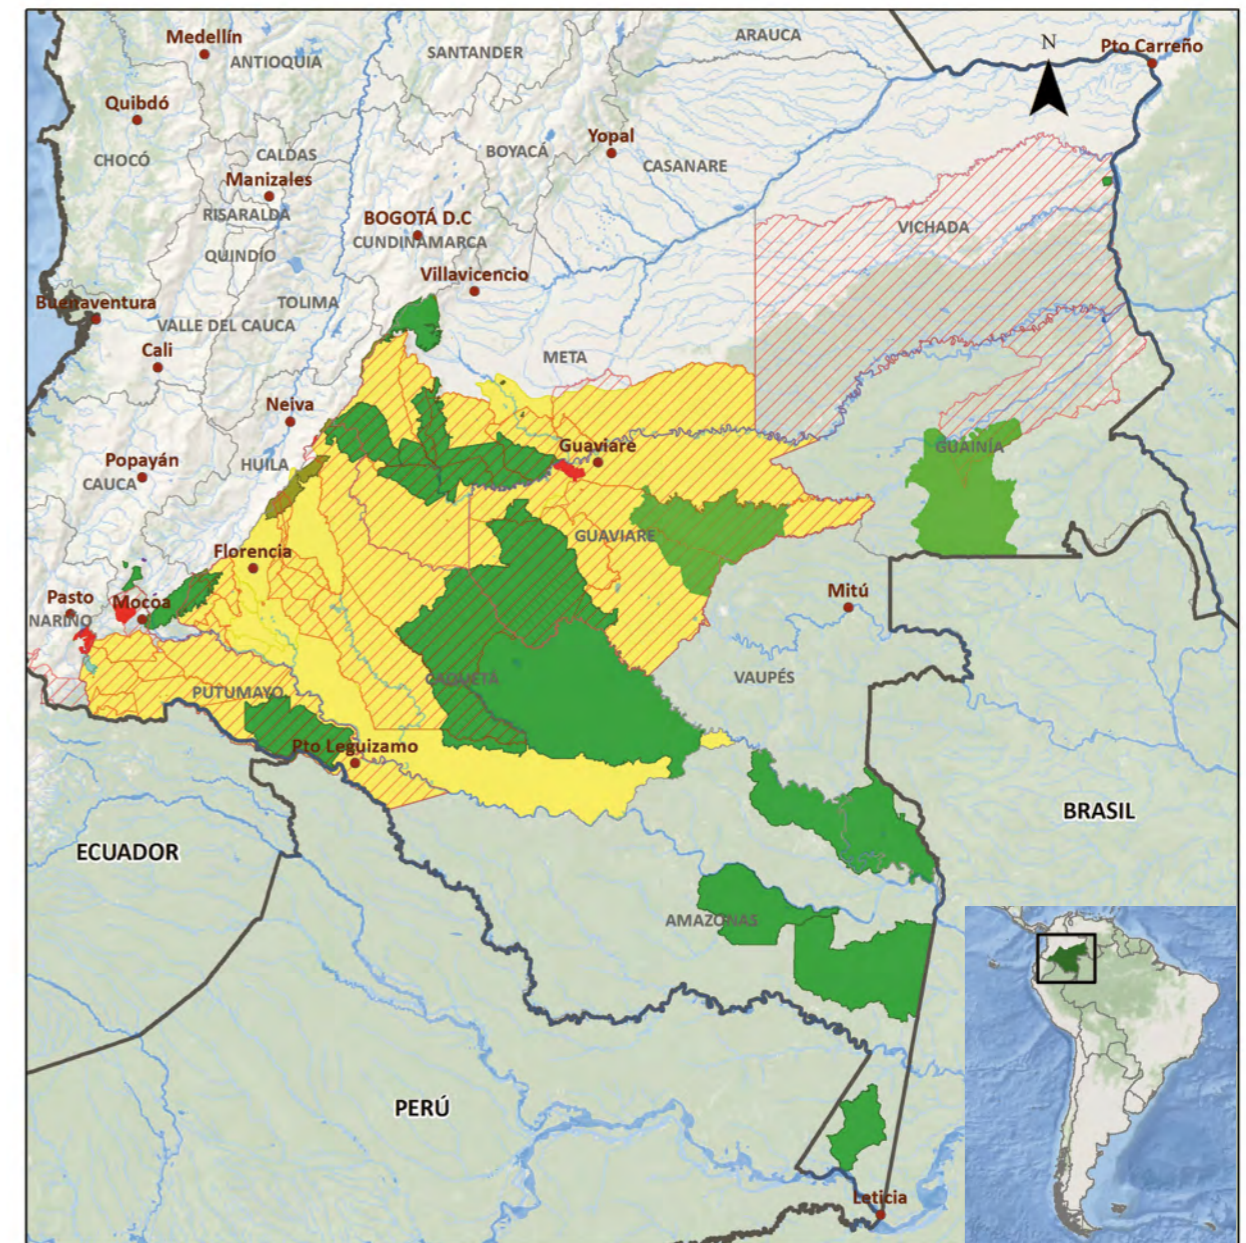 Medellín
ANTIOQUIA
SANTANDER
ARAUCA
N
Pto Carreño
Quibdó
CHOCÓ
CALDAS
BOYACÁ
Yopal
CASANARE
Manizales
RISARALDA
BOGOTÁ D.C
CUNDINAMARCA
VICHADA
QUINDÍO
Villavicencio
Buenaventura
TOLIMA
VALLE DEL CAUCA
Cali
META
Neiva
Guaviare
GUAINÍA
Popayán
CAUCA
HUILA
GUAVIARE
Florencia
Pasto
Mocoa
NARIÑO
Mitú
CAQUETÁ
VAUPÉS
PUTUMAYO
Pto Leguizamo
BRASIL
ECUADOR
AMAZONAS
PERÚ
Leticia